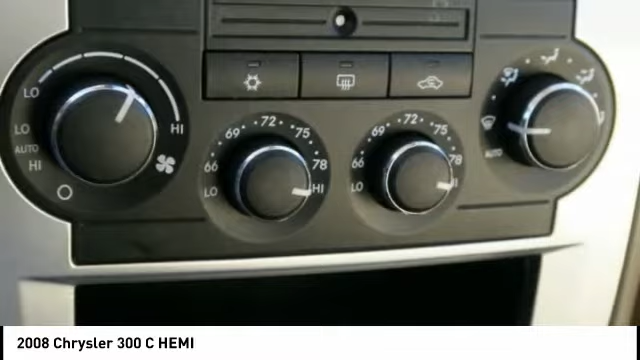 LO
HI
LO
AUTO
HI
LO 66 69 72 75 78 HI
LO 66 69 72 75 78
AUTO
2008 Chrysler 300 C HEMI